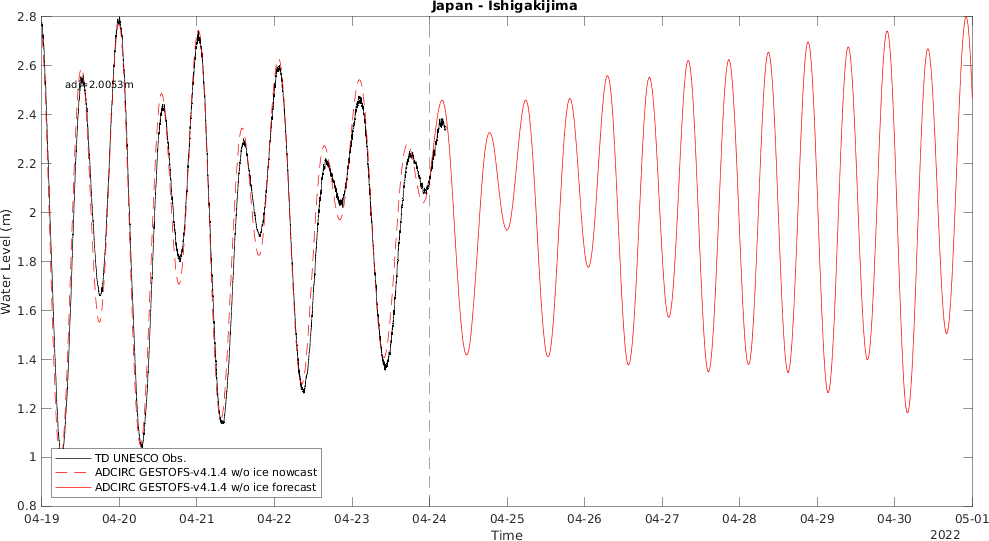 Japan - Ishigakijima
2.8
2.6
adj=2.0053m
2.4
2.2
2
1.8
1.6
1.4
1.2
1
0.8
Water Level (m)
TD UNESCO Obs.
ADCIRC GESTOFS-v4.1.4 w/o ice nowcast
ADCIRC GESTOFS-v4.1.4 w/o ice forecast
04-19 04-20 04-21 04-22 04-23 04-24 04-25 04-26 04-27 04-28 04-29 04-30 05-01
Time
2022